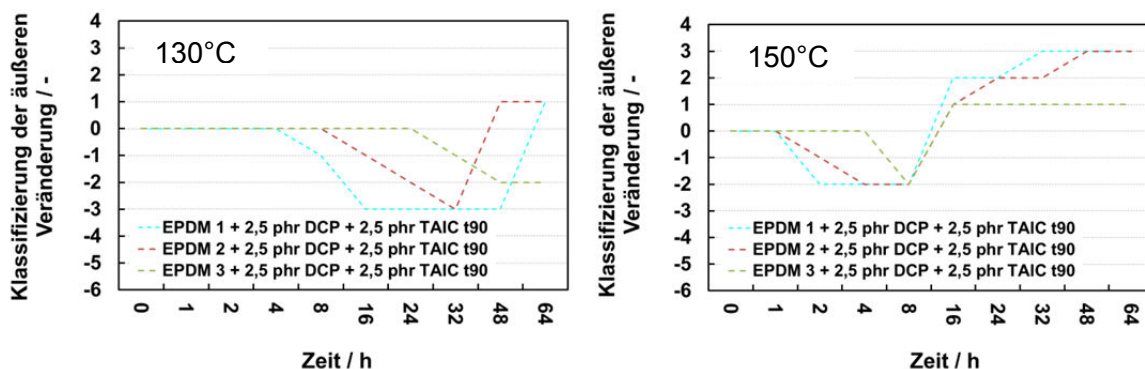 Klassifizierung der äußeren
Veränderung / -
4
3
2
1
0
-1
-2
-3
-4
-5
-6
130°C
EPDM 1 + 2,5 phr DCP + 2,5 phr TAIC t90
EPDM 2 + 2,5 phr DCP + 2,5 phr TAIC t90
EPDM 3 + 2,5 phr DCP + 2,5 phr TAIC t90
0 1 2 4 8 16 24 32 48 64
Zeit / h
Klassifizierung der äußeren
Veränderung / -
4
3
2
1
0
-1
-2
-3
-4
-5
-6
150°C
EPDM 1 + 2,5 phr DCP + 2,5 phr TAIC t90
EPDM 2 + 2,5 phr DCP + 2,5 phr TAIC t90
EPDM 3 + 2,5 phr DCP + 2,5 phr TAIC t90
0 1 2 4 8 16 24 32 48 64
Zeit / h